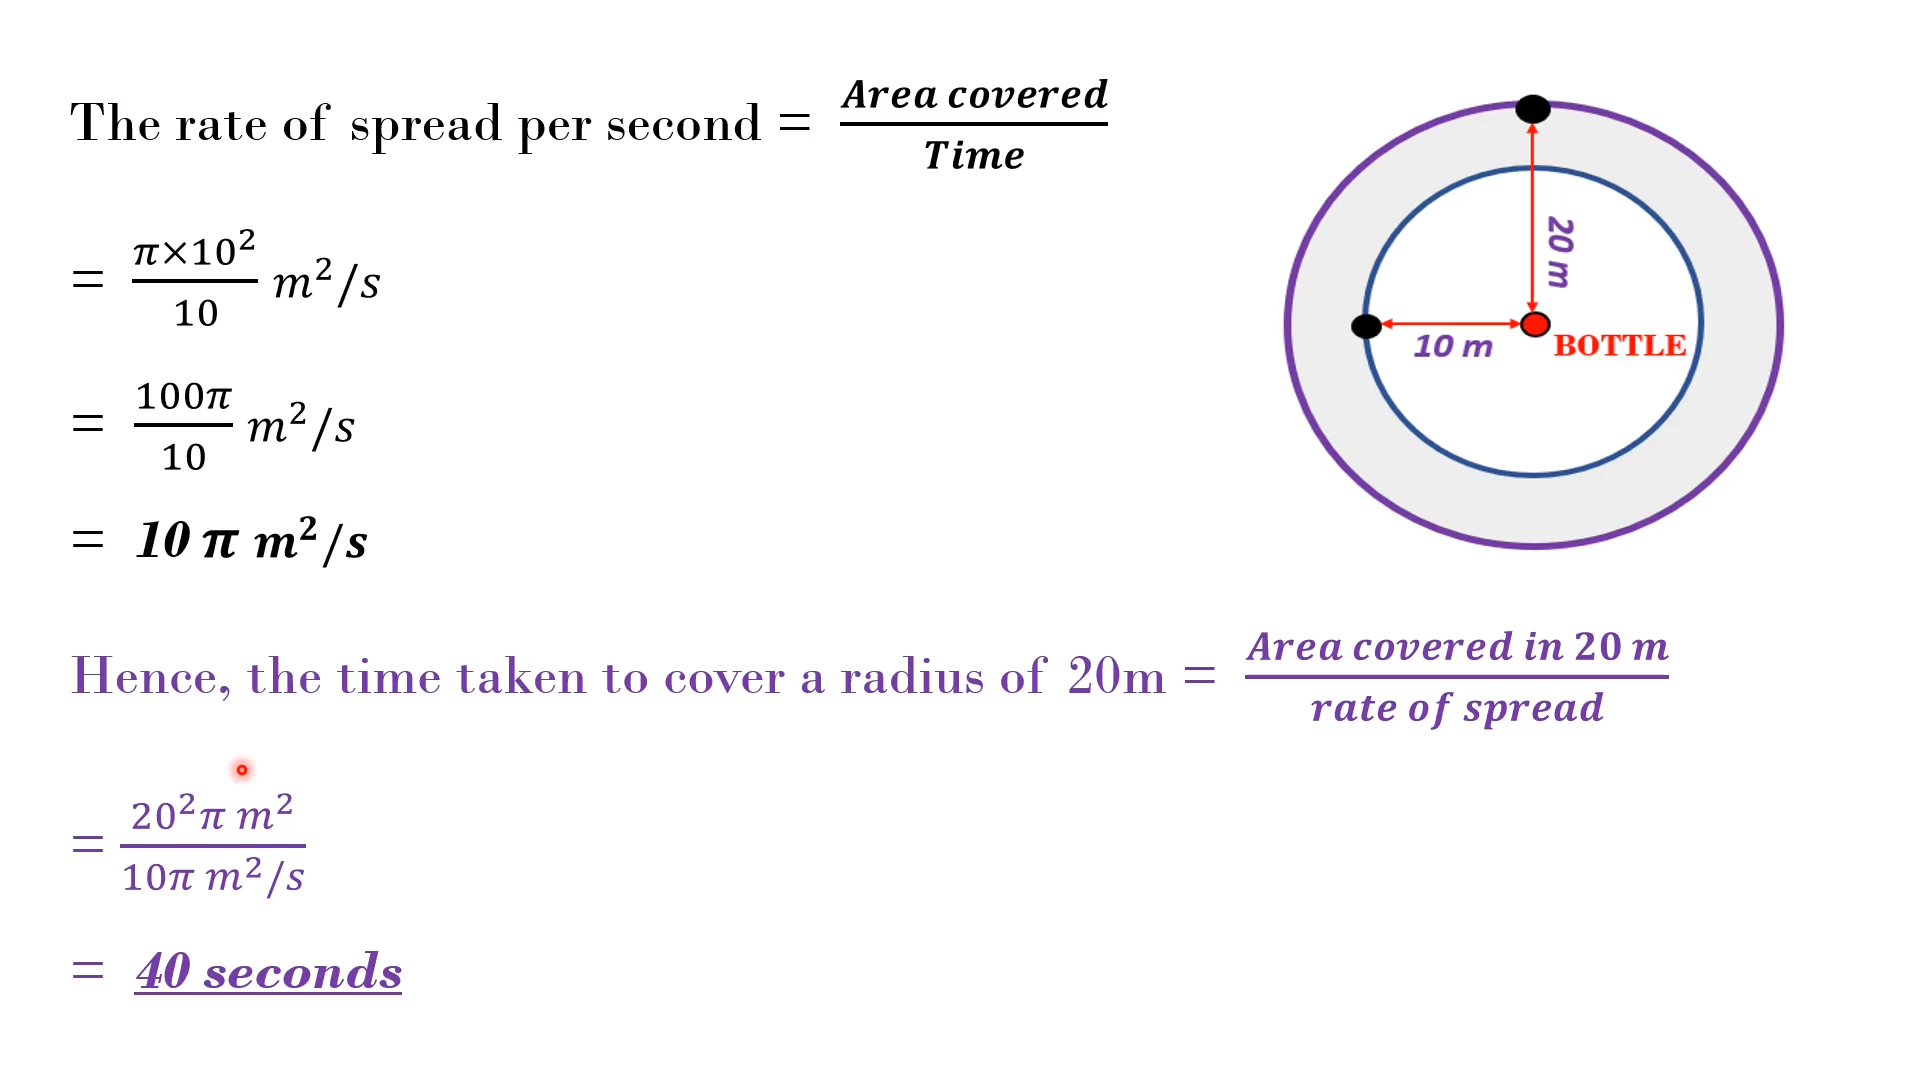 The rate of spread per second = Area covered / Time
= π×10² / 10 m²/s
= 100π / 10 m²/s
= 10 π m²/s
20 m
10 m
BOTTLE
Hence, the time taken to cover a radius of 20m = Area covered in 20 m / rate of spread
= 20²π m² / 10π m²/s
= 40 seconds